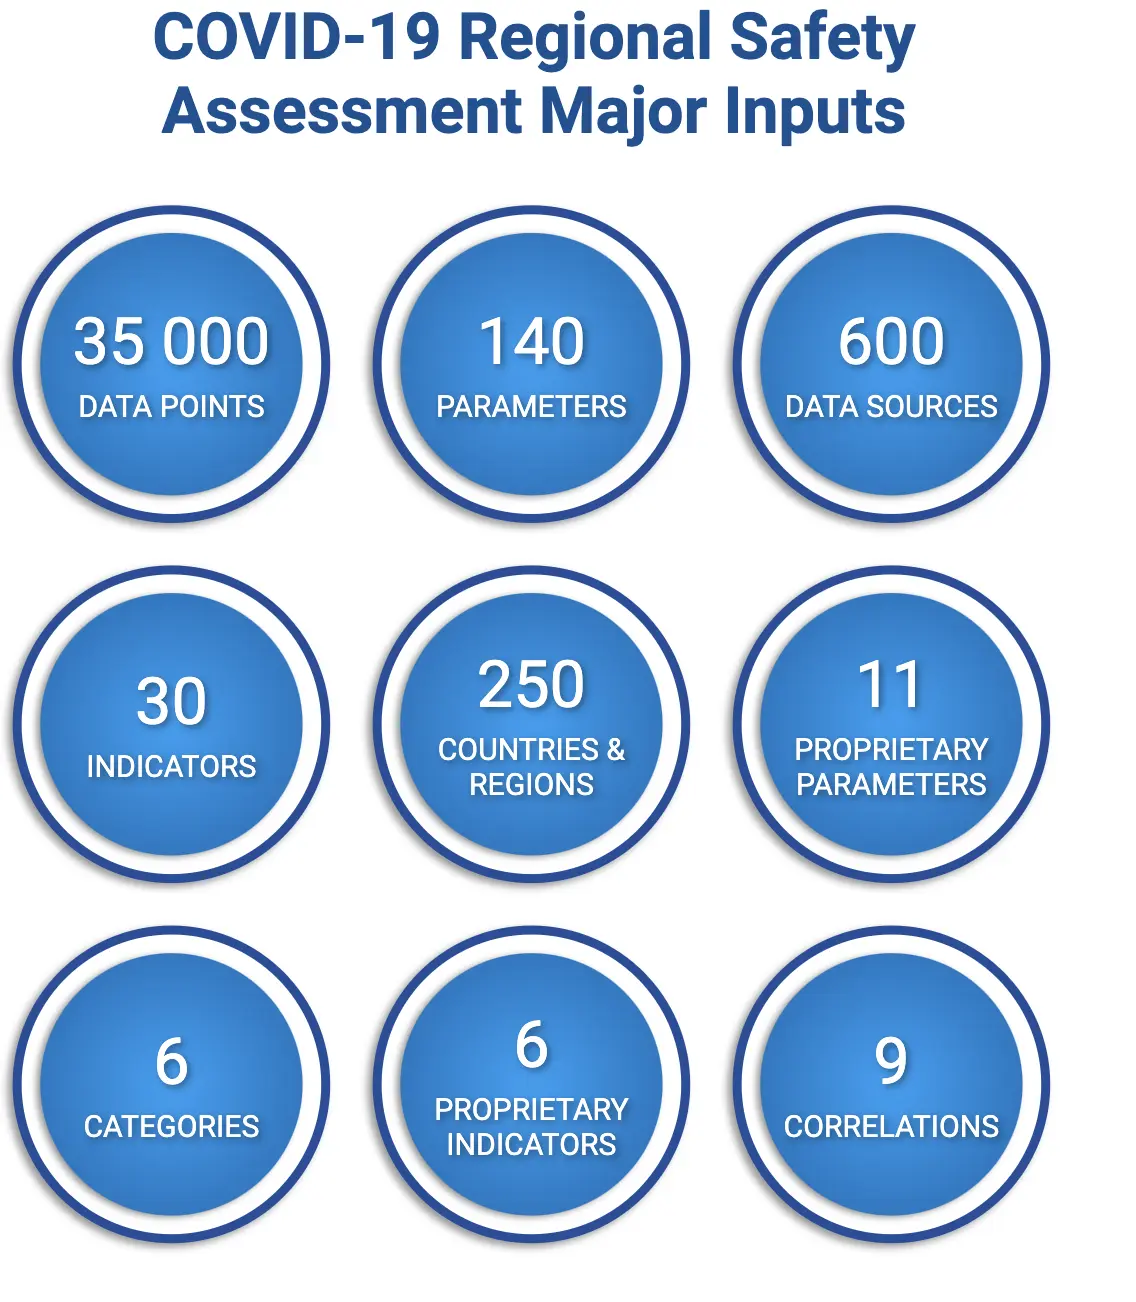 COVID-19 Regional Safety
Assessment Major Inputs
35 000
DATA POINTS
140
PARAMETERS
600
DATA SOURCES
30
INDICATORS
250
COUNTRIES &
REGIONS
11
PROPRIETARY
PARAMETERS
6
CATEGORIES
6
PROPRIETARY
INDICATORS
9
CORRELATIONS